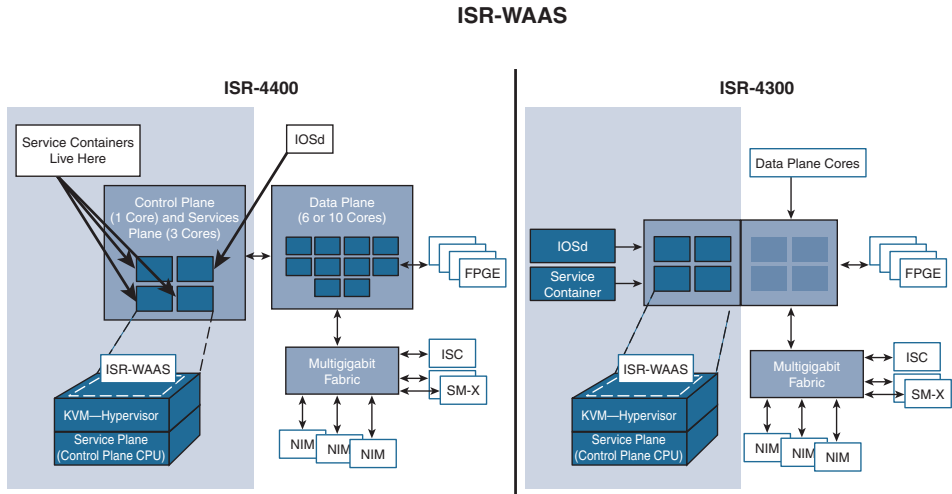 ISR-WAAS
ISR-4400
Service Containers
Live Here
IOSd
Control Plane
(1 Core) and Services
Plane (3 Cores)
Data Plane
(6 or 10 Cores)
FPGE
Multigigabit
Fabric
ISC
SM-X
NIM
NIM
NIM
ISR-WAAS
KVM—Hypervisor
Service Plane
(Control Plane CPU)
ISR-4300
Data Plane Cores
IOSd
Service
Container
FPGE
Multigigabit
Fabric
ISC
SM-X
NIM
NIM
NIM
ISR-WAAS
KVM—Hypervisor
Service Plane
(Control Plane CPU)